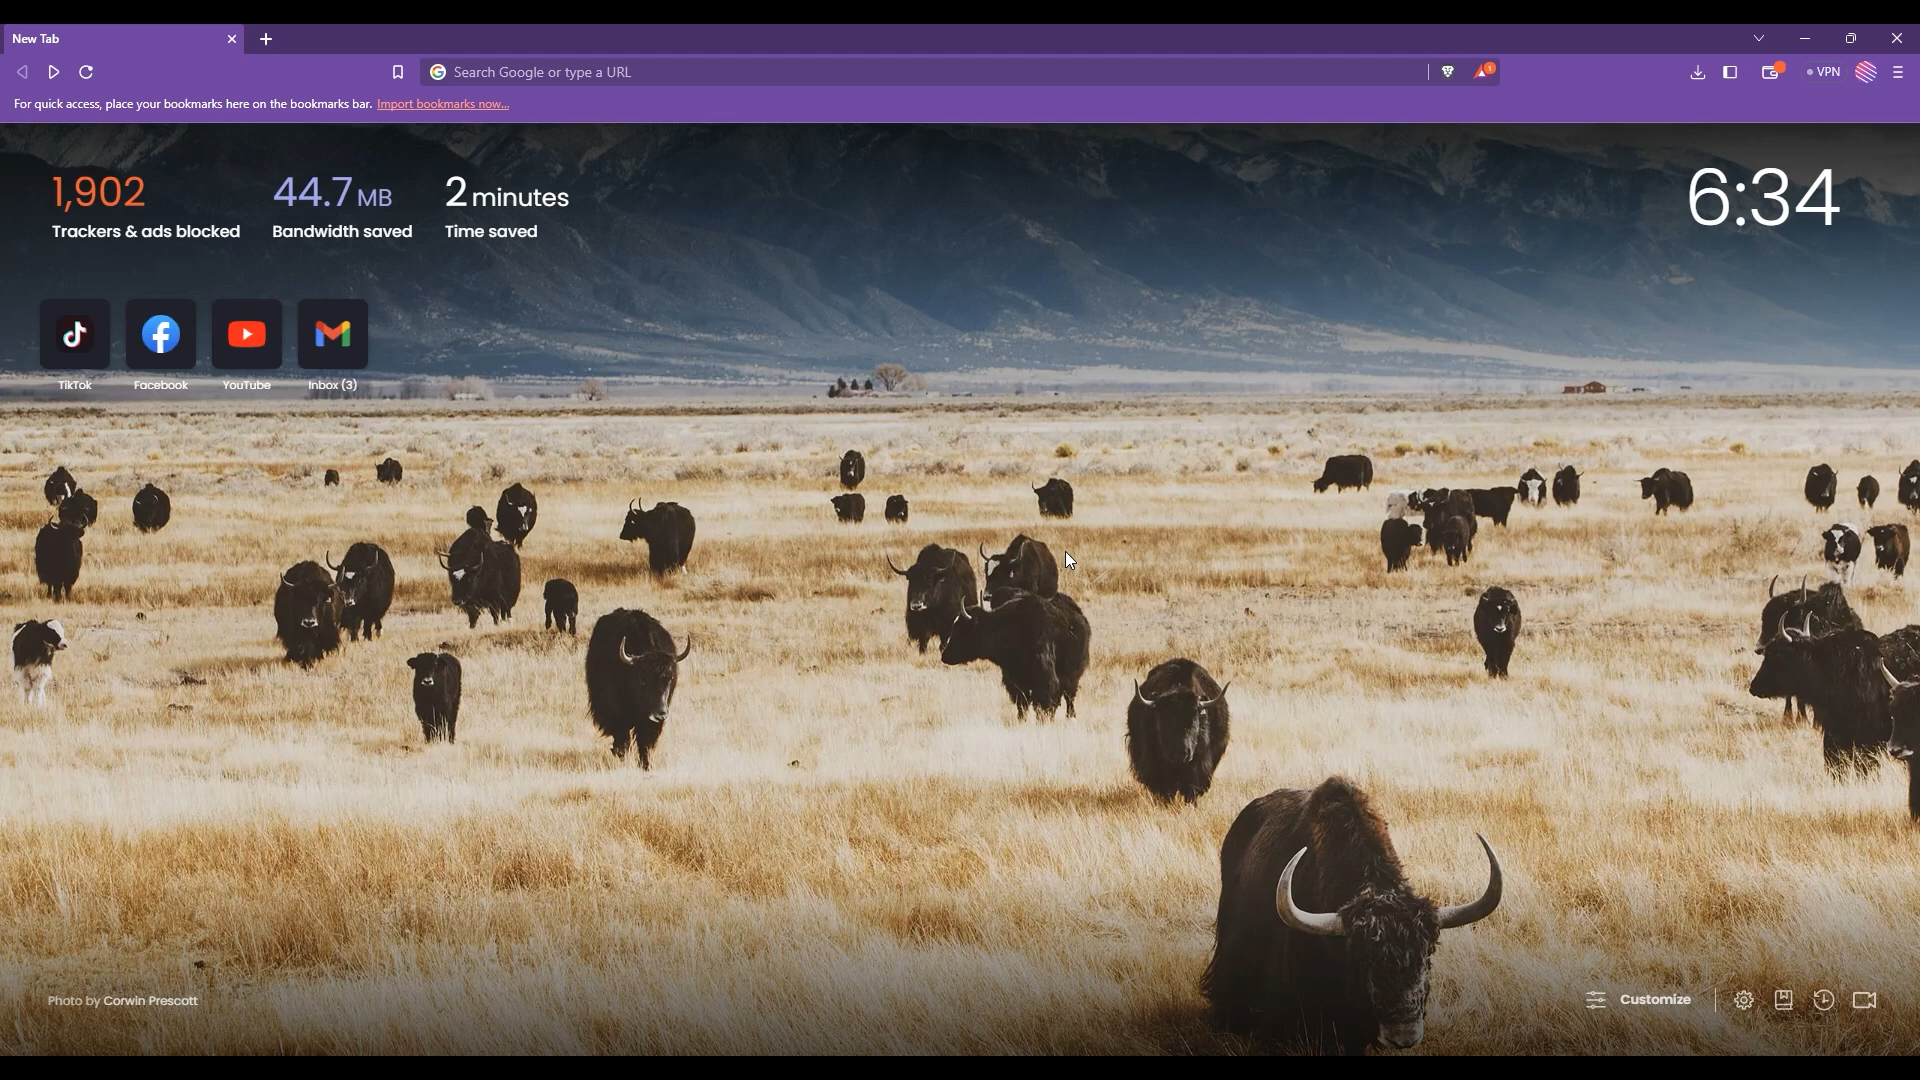 New Tab
Search Google or type a URL
1
VPN
For quick access, place your bookmarks here on the bookmarks bar. Import bookmarks now...
1,902 44.7 MB 2 minutes
Trackers & ads blocked Bandwidth saved Time saved
6:34
TikTok Facebook YouTube Inbox (3)
Photo by Corwin Prescott
Customize